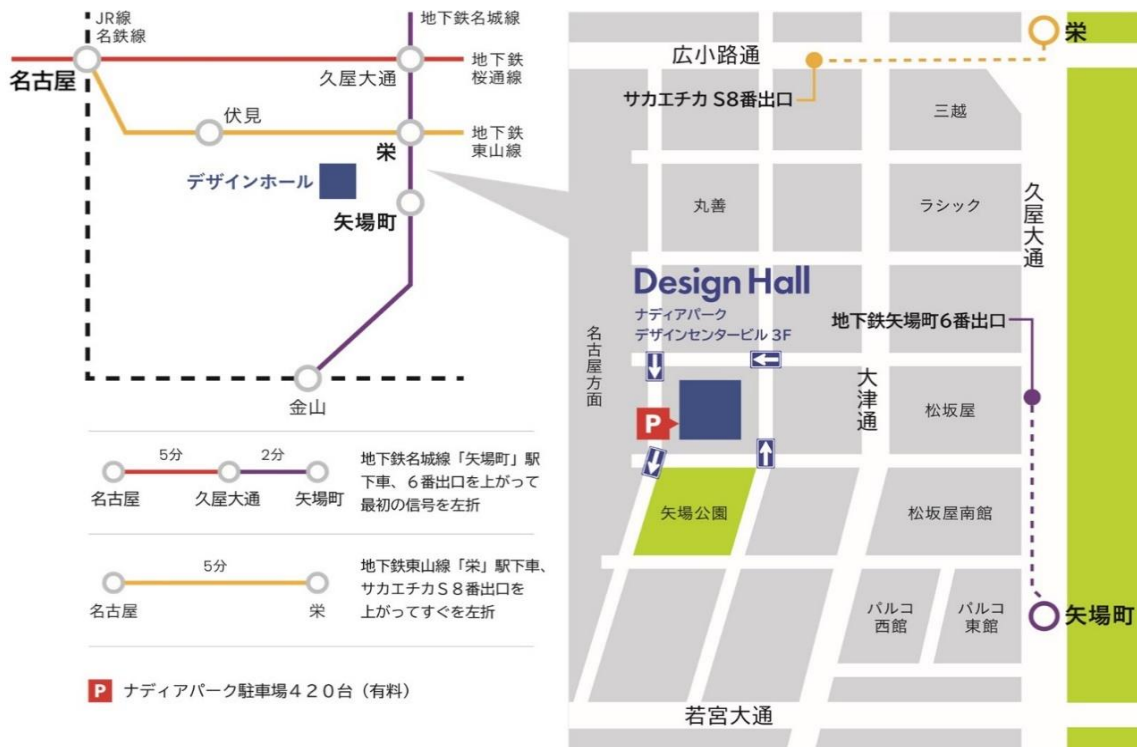 JR線
名鉄線
地下鉄名城線
名古屋
久屋大通
地下鉄
桜通線
伏見
栄
地下鉄
東山線
デザインホール
矢場町
金山
5分
2分
名古屋
久屋大通
矢場町
地下鉄名城線「矢場町」駅
下車、6番出口を上がって
最初の信号を左折
5分
名古屋
栄
地下鉄東山線「栄」駅下車、
サカエチカS8番出口を
上がってすぐを左折
P ナディアパーク駐車場420台（有料）
栄
広小路通
サカエチカ S8番出口
三越
丸善
ラシック
久屋大通
Design Hall
ナディアパーク
デザインセンタービル 3F
地下鉄矢場町6番出口
名古屋方面
大津通
P
松坂屋
矢場公園
松坂屋南館
パルコ
西館
パルコ
東館
矢場町
若宮大通